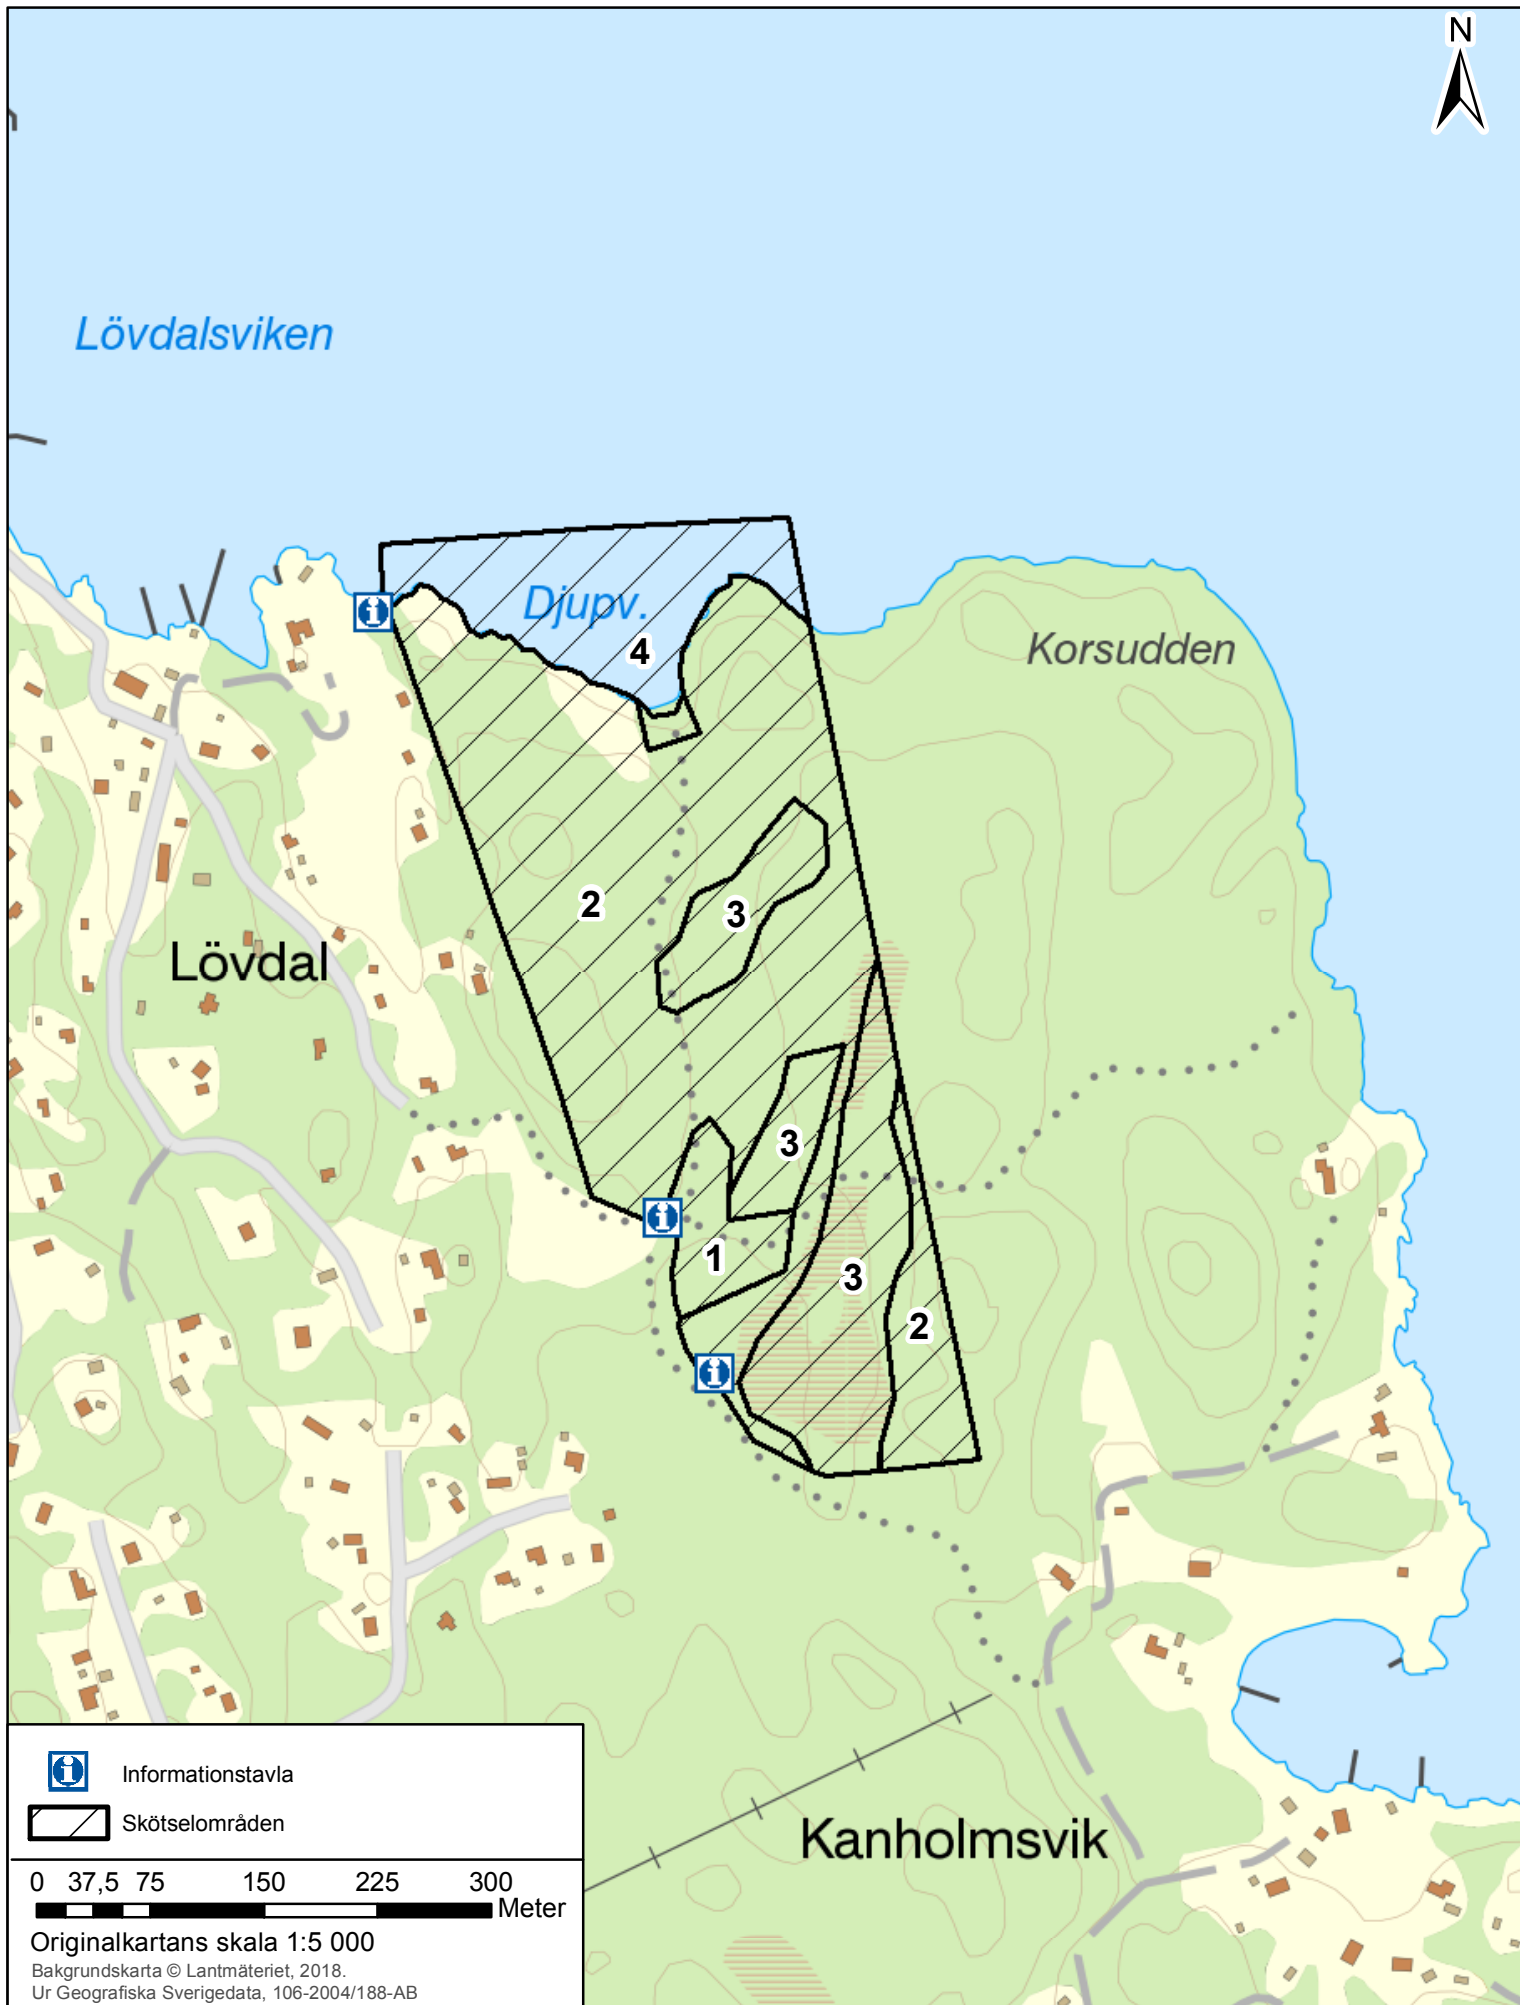 N
Lövdalsviken
Djupv.
4
Korsudden
2
3
Lövdal
3
1
3
2
Informationstavla
Skötselområden
Kanholmsvik
0 37,5 75 150 225 300
Meter
Originalkartans skala 1:5 000
Bakgrundskarta © Lantmäteriet, 2018.
Ur Geografiska Sverigedata, 106-2004/188-AB